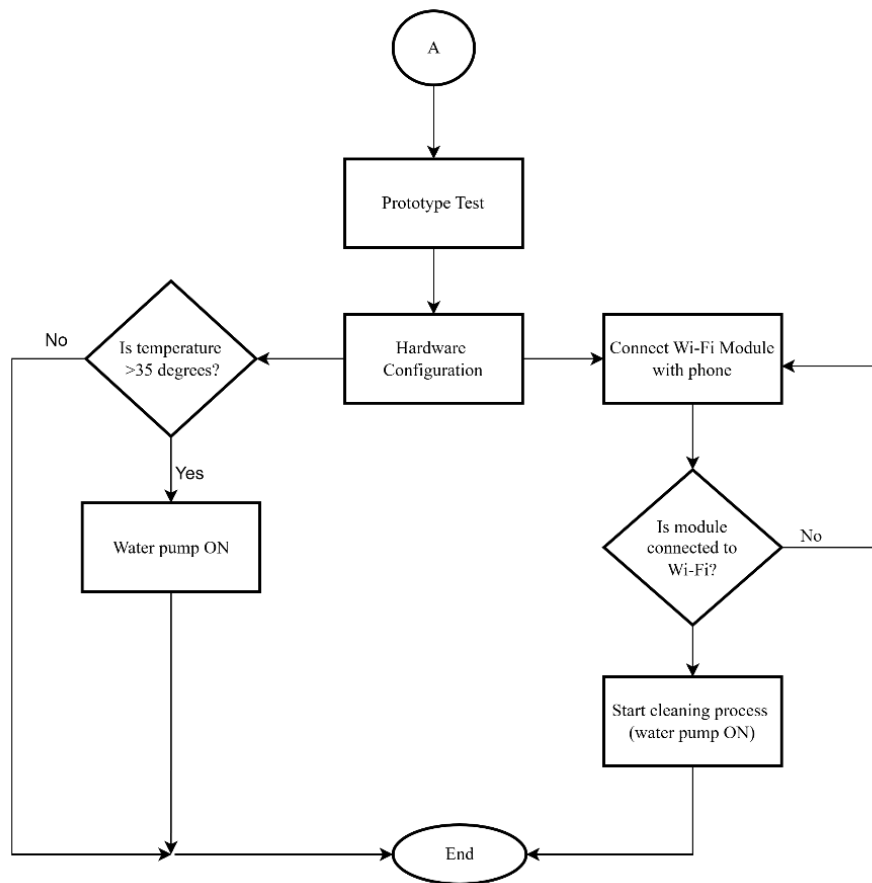 A
Prototype Test
No
Is temperature
>35 degrees?
Hardware
Configuration
Connect Wi-Fi Module
with phone
Yes
Water pump ON
Is module
connected to
Wi-Fi?
No
Start cleaning process
(water pump ON)
End